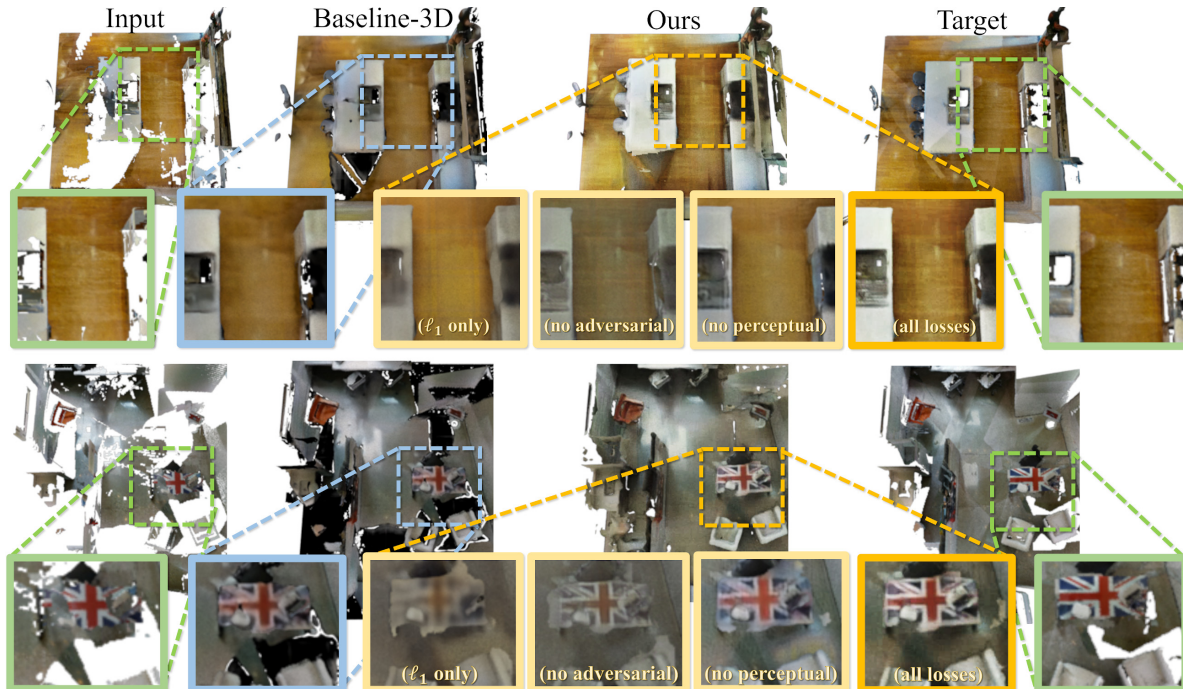 Input Baseline-3D Ours Target
(ℓ₁ only) (no adversarial) (no perceptual) (all losses)
(ℓ₁ only) (no adversarial) (no perceptual) (all losses)